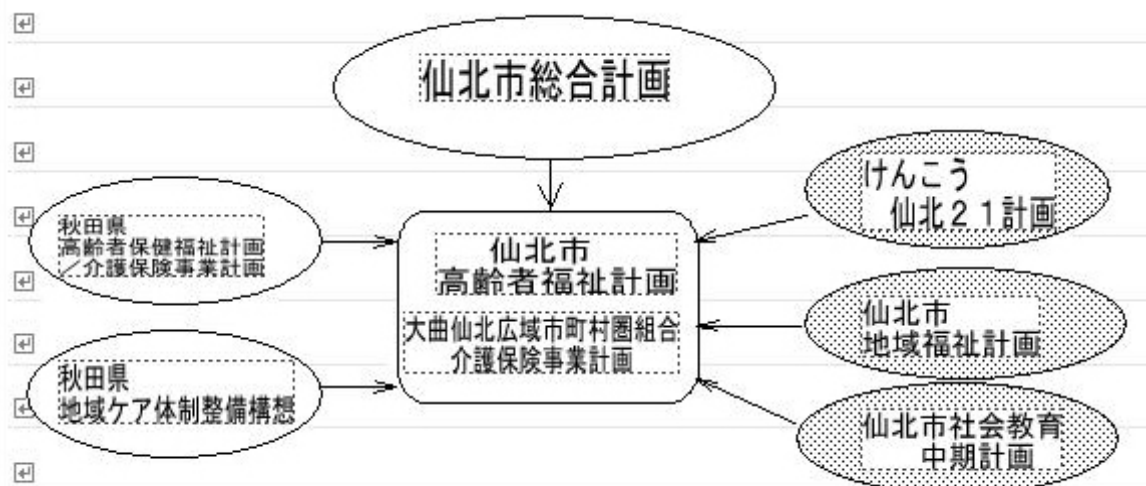 仙北市総合計画
けんこう
仙北２１計画
秋田県
高齢者保健福祉計画
／介護保険事業計画
仙北市
高齢者福祉計画
大曲仙北広域市町村圏組合
介護保険事業計画
仙北市
地域福祉計画
秋田県
地域ケア体制整備構想
仙北市社会教育
中期計画